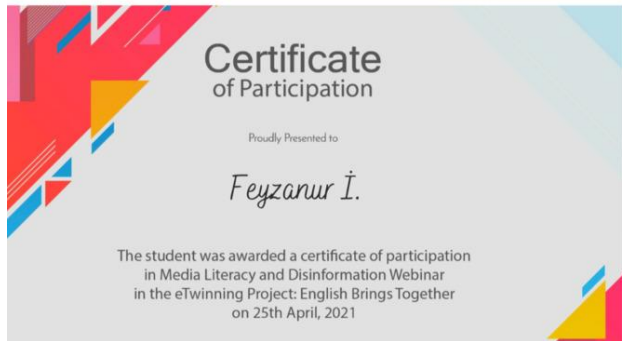 Certificate
of Participation
Proudly Presented to
Feyzanur İ.
The student was awarded a certificate of participation
in Media Literacy and Disinformation Webinar
in the eTwinning Project: English Brings Together
on 25th April, 2021